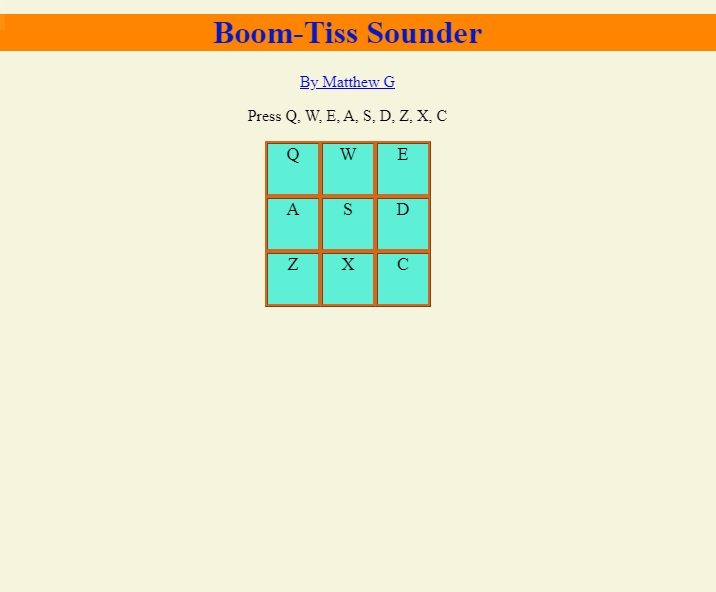 Boom-Tiss Sounder
By Matthew G
Press Q, W, E, A, S, D, Z, X, C
Q W E
A S D
Z X C